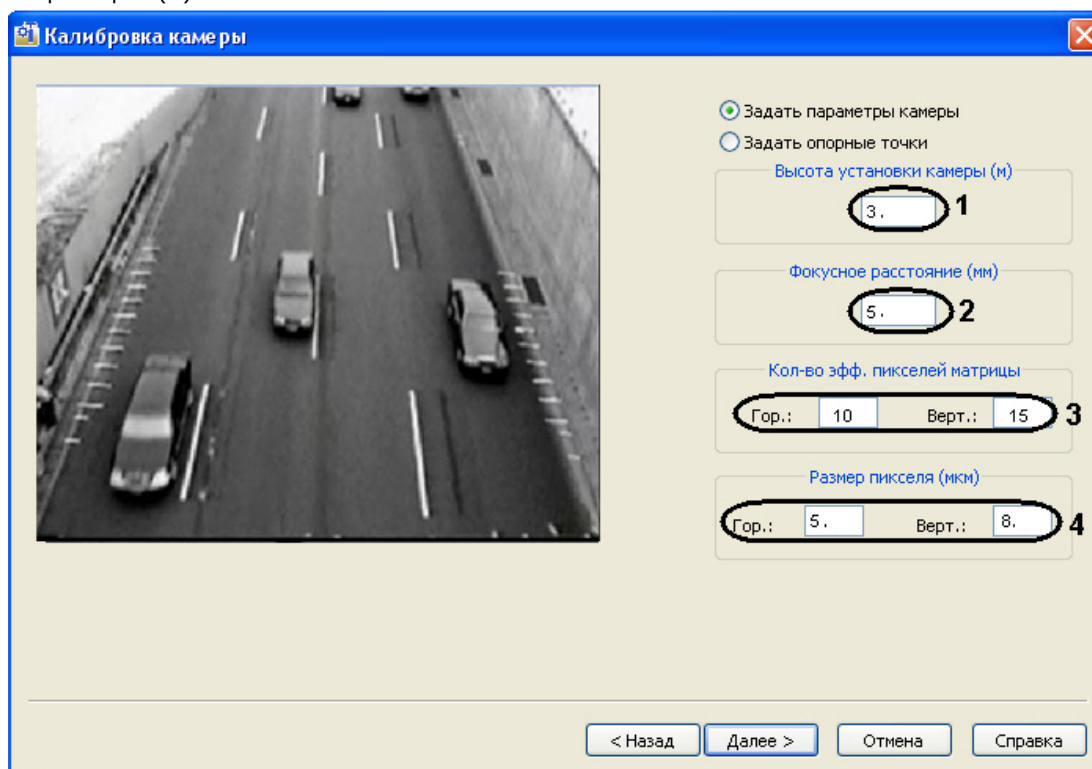 Калибровка камеры
Задать параметры камеры
Задать опорные точки
Высота установки камеры (м)
3. 1
Фокусное расстояние (мм)
5. 2
Кол-во эфф. пикселей матрицы
Гор.: 10 Верт.: 15 3
Размер пикселя (мкм)
Гор.: 5. Верт.: 8. 4
< Назад Далее > Отмена Справка